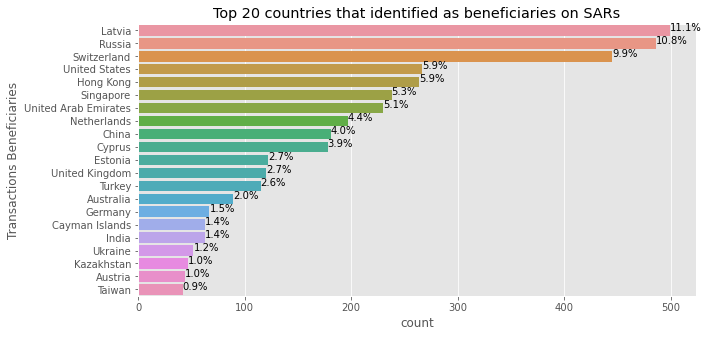 Top 20 countries that identified as beneficiaries on SARs
Transactions Beneficiaries
Latvia 11.1%
Russia 10.8%
Switzerland 9.9%
United States 5.9%
Hong Kong 5.9%
Singapore 5.3%
United Arab Emirates 5.1%
Netherlands 4.4%
China 4.0%
Cyprus 3.9%
Estonia 2.7%
United Kingdom 2.7%
Turkey 2.6%
Australia 2.0%
Germany 1.5%
Cayman Islands 1.4%
India 1.4%
Ukraine 1.2%
Kazakhstan 1.0%
Austria 1.0%
Taiwan 0.9%
0 100 200 300 400 500
count